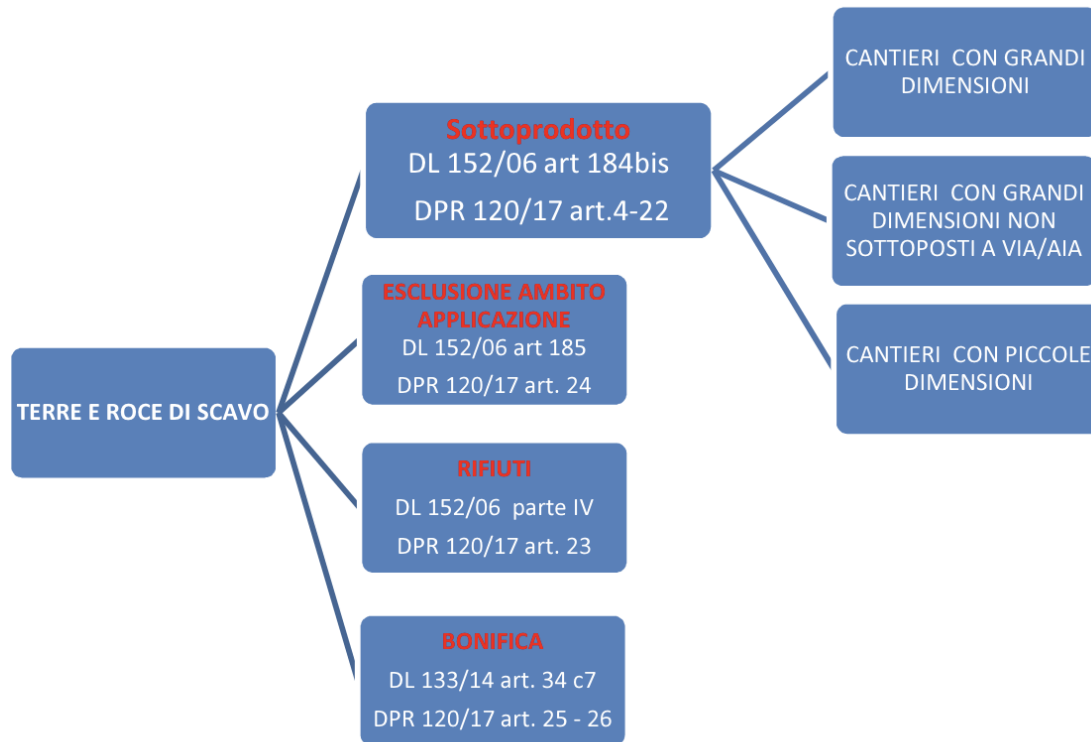 TERRE E ROCE DI SCAVO
Sottoprodotto
DL 152/06 art 184bis
DPR 120/17 art.4-22
ESCLUSIONE AMBITO
APPLICAZIONE
DL 152/06 art 185
DPR 120/17 art. 24
RIFIUTI
DL 152/06 parte IV
DPR 120/17 art. 23
BONIFICA
DL 133/14 art. 34 c7
DPR 120/17 art. 25 - 26
CANTIERI CON GRANDI
DIMENSIONI
CANTIERI CON GRANDI
DIMENSIONI NON
SOTTOPOSTI A VIA/AIA
CANTIERI CON PICCOLE
DIMENSIONI